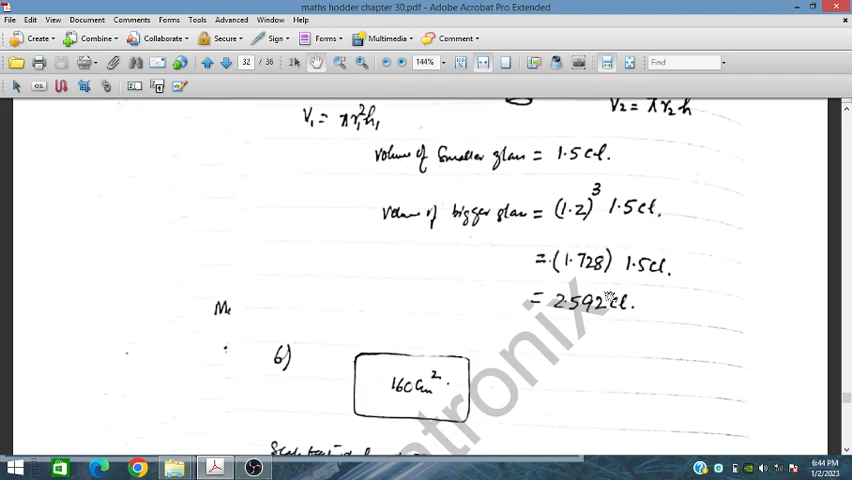 maths hodder chapter 30.pdf - Adobe Acrobat Pro Extended
File Edit View Document Comments Forms Tools Advanced Window Help
Create Combine Collaborate Secure Sign Forms Multimedia Comment
32 / 36 144% Find
V₁ = πr₁²h₁ V₂ = πr₂h
Volume of Smaller glass = 1.5cl.
Volume of bigger glass = (1.2)³ 1.5cl.
= (1.728) 1.5cl.
= 2.592cl.
Me
6)
160cm².
tronix
6:44 PM
1/2/2023